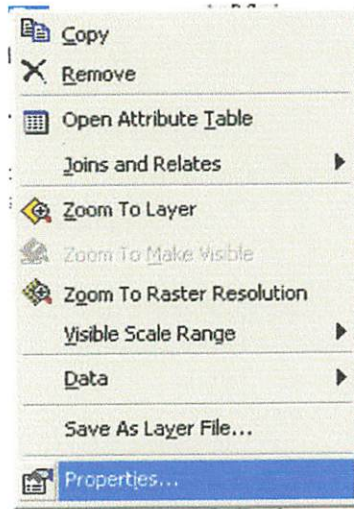 Copy
Remove
Open Attribute Table
Joins and Relates
Zoom To Layer
Zoom To Make Visible
Zoom To Raster Resolution
Visible Scale Range
Data
Save As Layer File...
Properties...